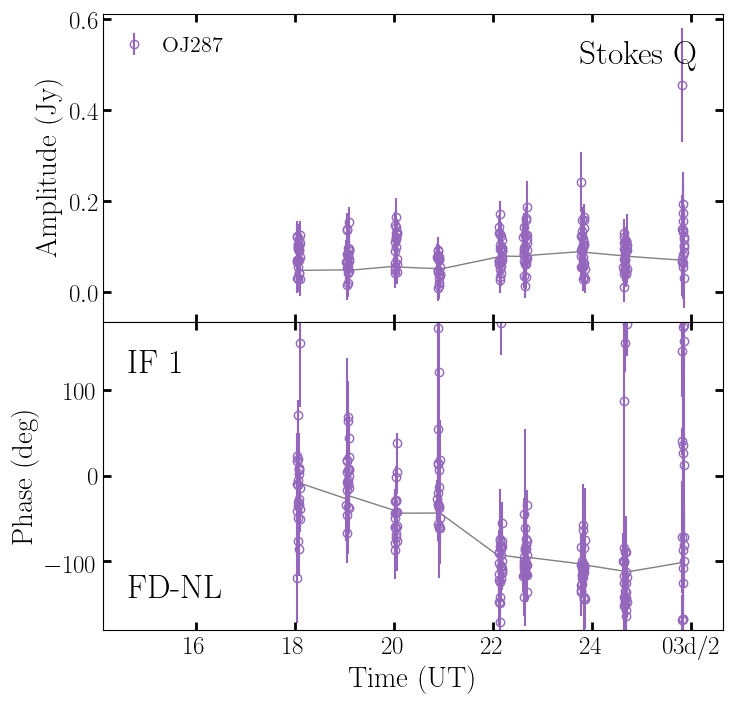 0.6
OJ287
Stokes Q
0.4
0.2
0.0
Amplitude (Jy)
IF 1
100
0
−100
Phase (deg)
FD-NL
16 18 20 22 24 03d/2
Time (UT)